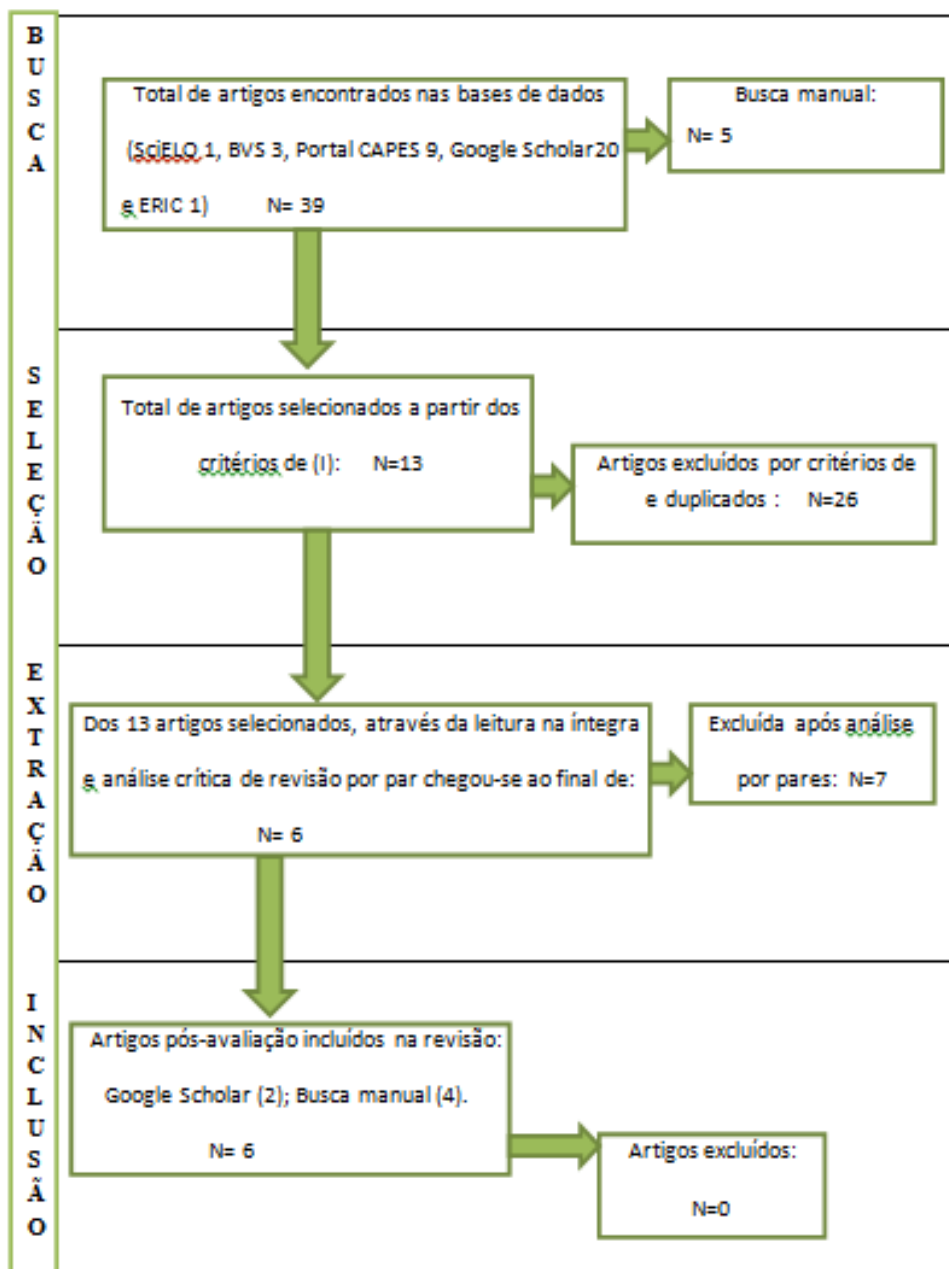 BUSCA
Total de artigos encontrados nas bases de dados
(SciELO 1, BVS 3, Portal CAPES 9, Google Scholar20
e ERIC 1) N= 39
Busca manual:
N= 5
SELEÇÃO
Total de artigos selecionados a partir dos
critérios de (I): N=13
Artigos excluídos por critérios de
e duplicados : N=26
EXTRAÇÃO
Dos 13 artigos selecionados, através da leitura na íntegra
e análise crítica de revisão por par chegou-se ao final de:
N= 6
Excluída após análise
por pares: N=7
INCLUSÃO
Artigos pós-avaliação incluídos na revisão:
Google Scholar (2); Busca manual (4).
N= 6
Artigos excluídos:
N=0